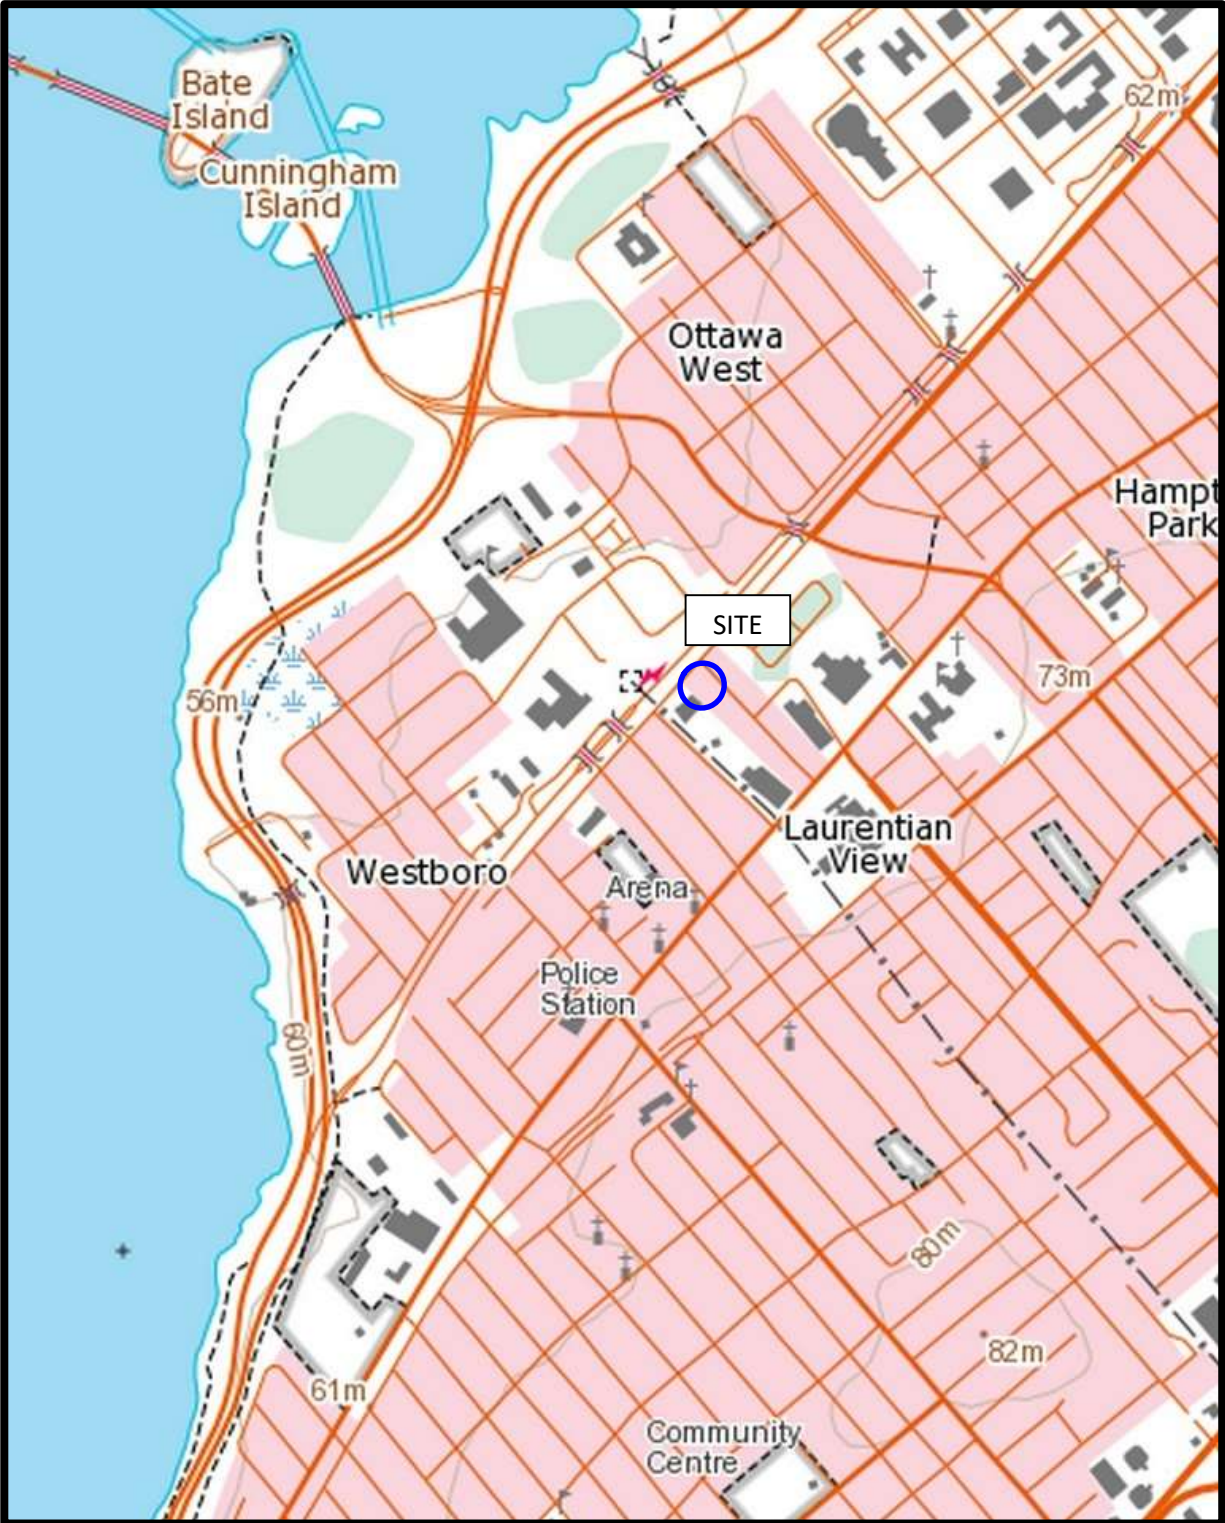 Bate
Island
62m
Cunningham
Island
Ottawa
West
Hampt
Park
SITE
73m
56m
Laurentian
View
Westboro
Arena
Police
Station
60m
80m
82m
61m
Community
Centre